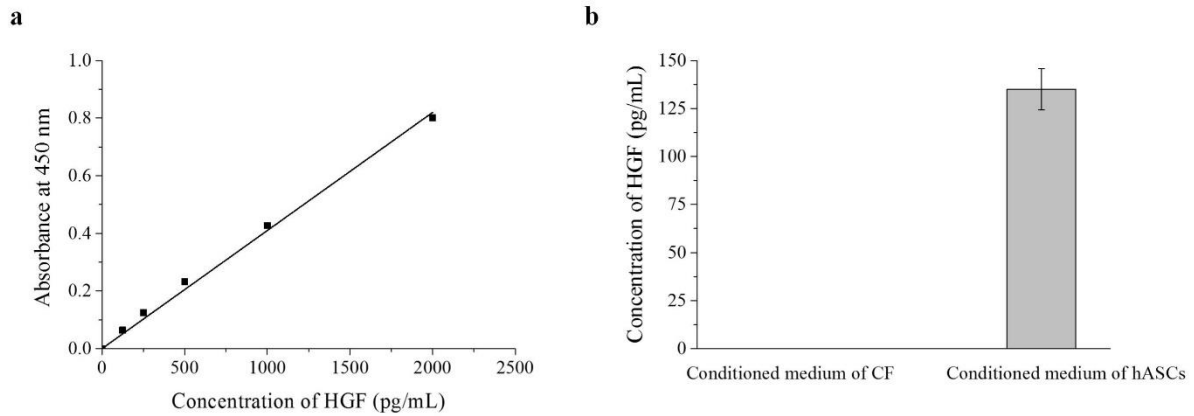 a
1.0
0.8
0.6
0.4
0.2
0.0
Absorbance at 450 nm
0 500 1000 1500 2000 2500
Concentration of HGF (pg/mL)
b
150
125
100
75
50
25
0
Concentration of HGF (pg/mL)
Conditioned medium of CF
Conditioned medium of hASCs